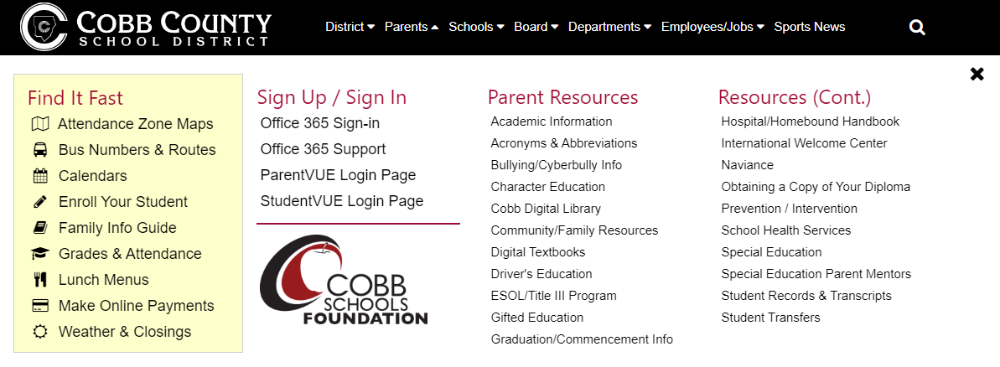 COBB COUNTY
SCHOOL DISTRICT
District Parents Schools Board Departments Employees/Jobs Sports News
Find It Fast
Attendance Zone Maps
Bus Numbers & Routes
Calendars
Enroll Your Student
Family Info Guide
Grades & Attendance
Lunch Menus
Make Online Payments
Weather & Closings
Sign Up / Sign In
Office 365 Sign-in
Office 365 Support
ParentVUE Login Page
StudentVUE Login Page
COBB
SCHOOLS
FOUNDATION
Parent Resources
Academic Information
Acronyms & Abbreviations
Bullying/Cyberbully Info
Character Education
Cobb Digital Library
Community/Family Resources
Digital Textbooks
Driver's Education
ESOL/Title III Program
Gifted Education
Graduation/Commencement Info
Resources (Cont.)
Hospital/Homebound Handbook
International Welcome Center
Naviance
Obtaining a Copy of Your Diploma
Prevention / Intervention
School Health Services
Special Education
Special Education Parent Mentors
Student Records & Transcripts
Student Transfers